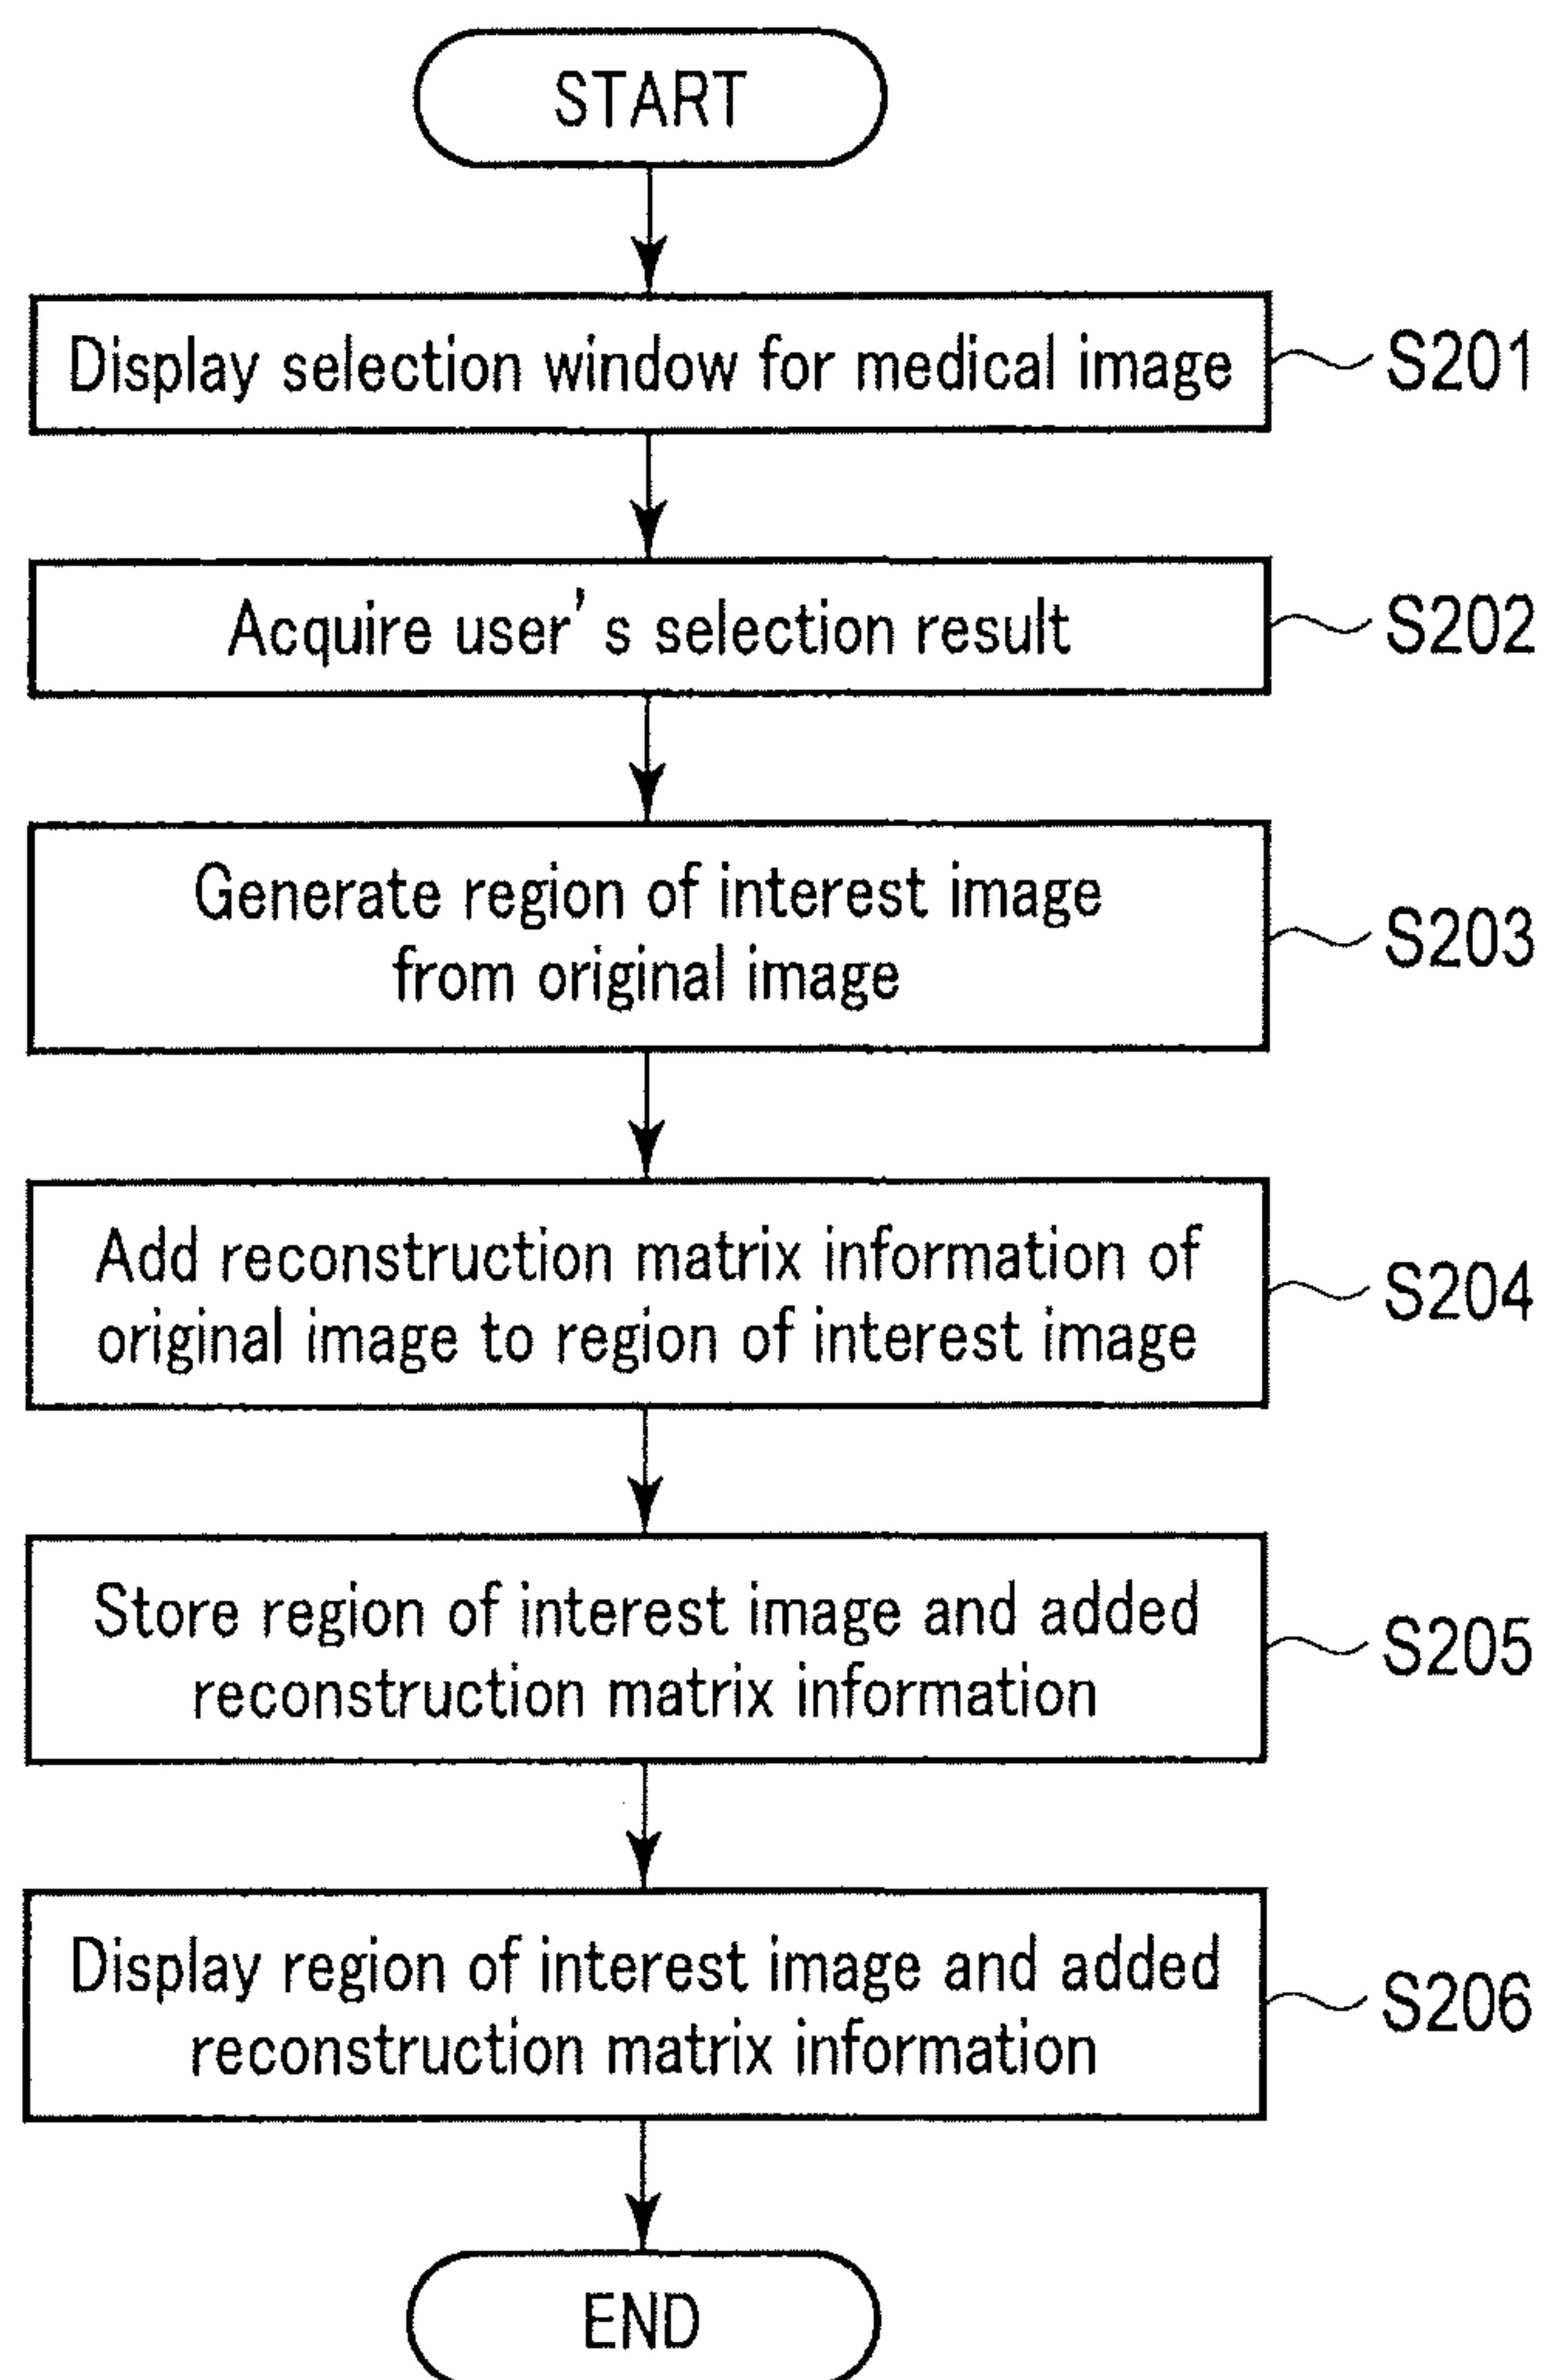 START
Display selection window for medical image
S201
Acquire user's selection result
S202
Generate region of interest image
from original image
S203
Add reconstruction matrix information of
original image to region of interest image
S204
Store region of interest image and added
reconstruction matrix information
S205
Display region of interest image and added
reconstruction matrix information
S206
END